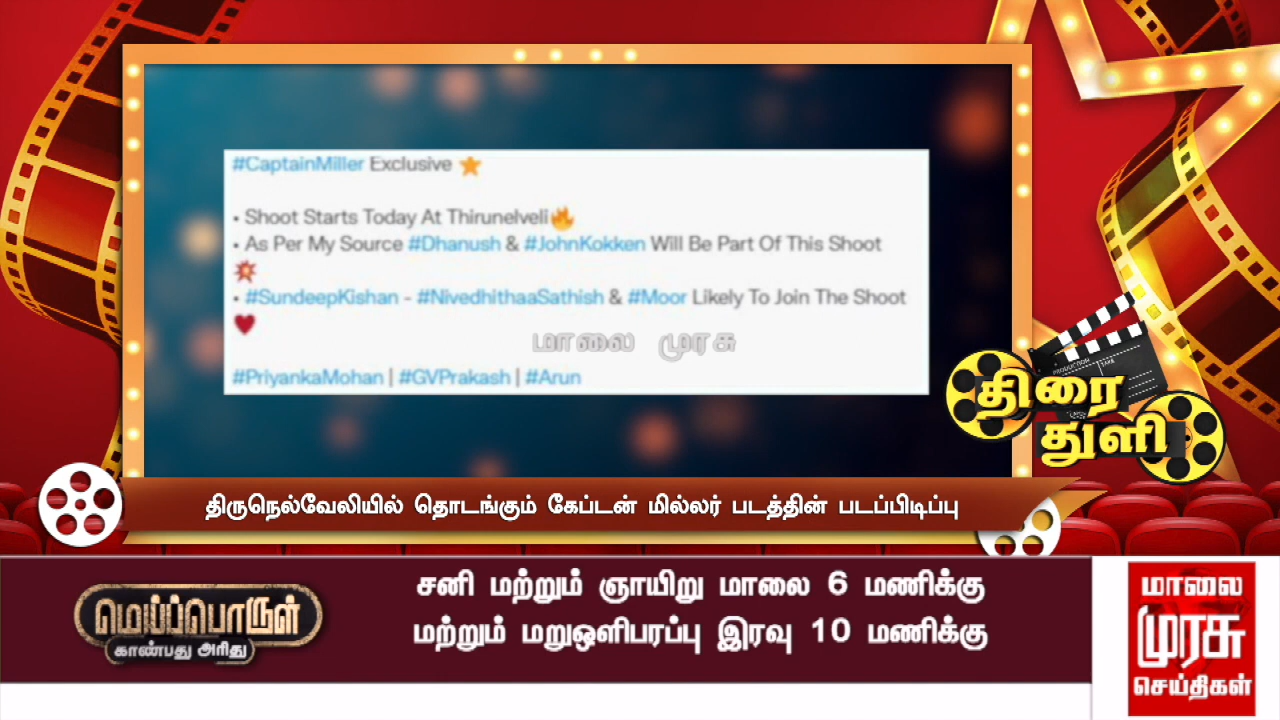 #CaptainMiller Exclusive ⭐
• Shoot Starts Today At Thirunelveli🔥
• As Per My Source #Dhanush & #JohnKokken Will Be Part Of This Shoot
💥
• #SundeepKishan - #NivedhithaaSathish & #Moor Likely To Join The Shoot
♥
மாலை முரசு
#PriyankaMohan | #GVPrakash | #Arun
PRODUCTION
TAKE
திரை
துளி
திருநெல்வேலியில் தொடங்கும் கேப்டன் மில்லர் படத்தின் படப்பிடிப்பு
மெய்ப்பொருள்
காண்பது அரிது
சனி மற்றும் ஞாயிறு மாலை 6 மணிக்கு
மற்றும் மறுஒளிபரப்பு இரவு 10 மணிக்கு
மாலை
முரசு
செய்திகள்